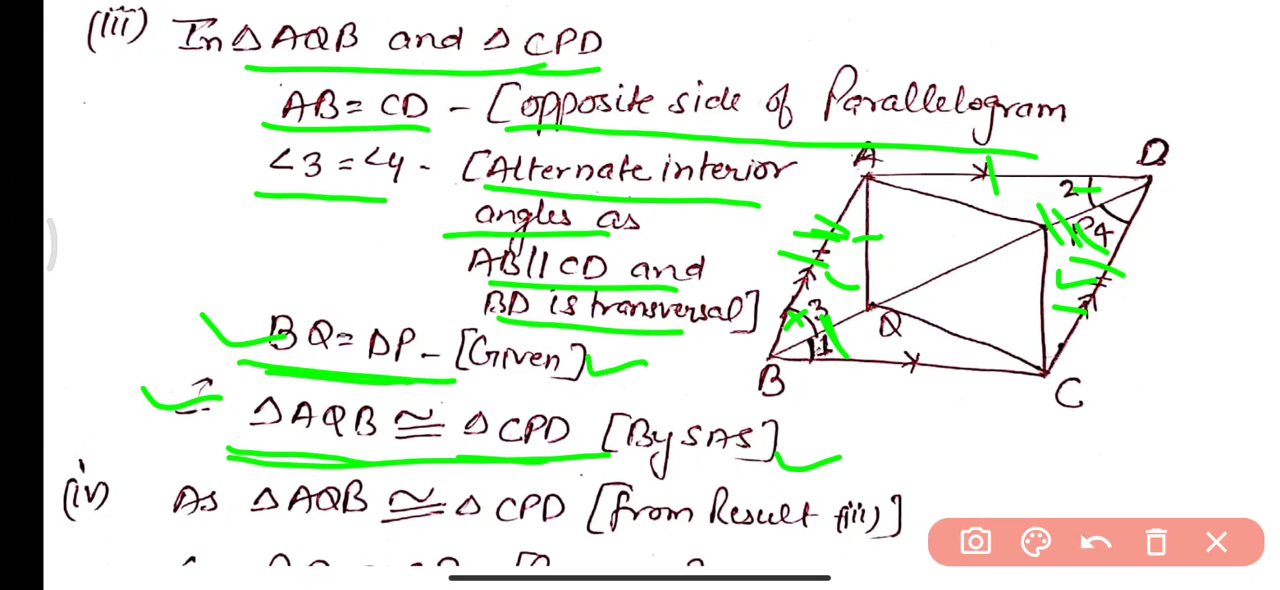 (iii) In △ AQB and △ CPD
AB = CD - [opposite side of Parallelogram
∠3 = ∠4 - [Alternate interior
angles as
AB || CD and
BD is transversal]
BQ = DP - [Given]
∴ △AQB ≅ △CPD [By SAS]
(iv) As △AQB ≅ △ CPD [from Result (iii)]
A
D
2
P
4
3
Q
1
B
C